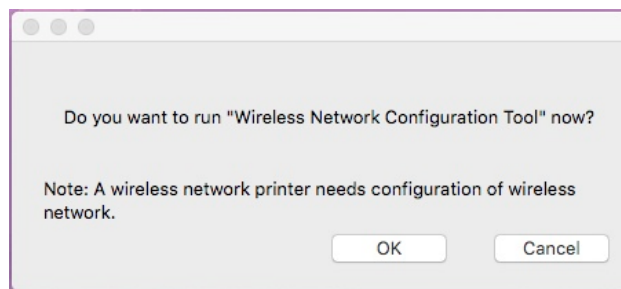 Do you want to run "Wireless Network Configuration Tool" now?
Note: A wireless network printer needs configuration of wireless
network.
OK Cancel